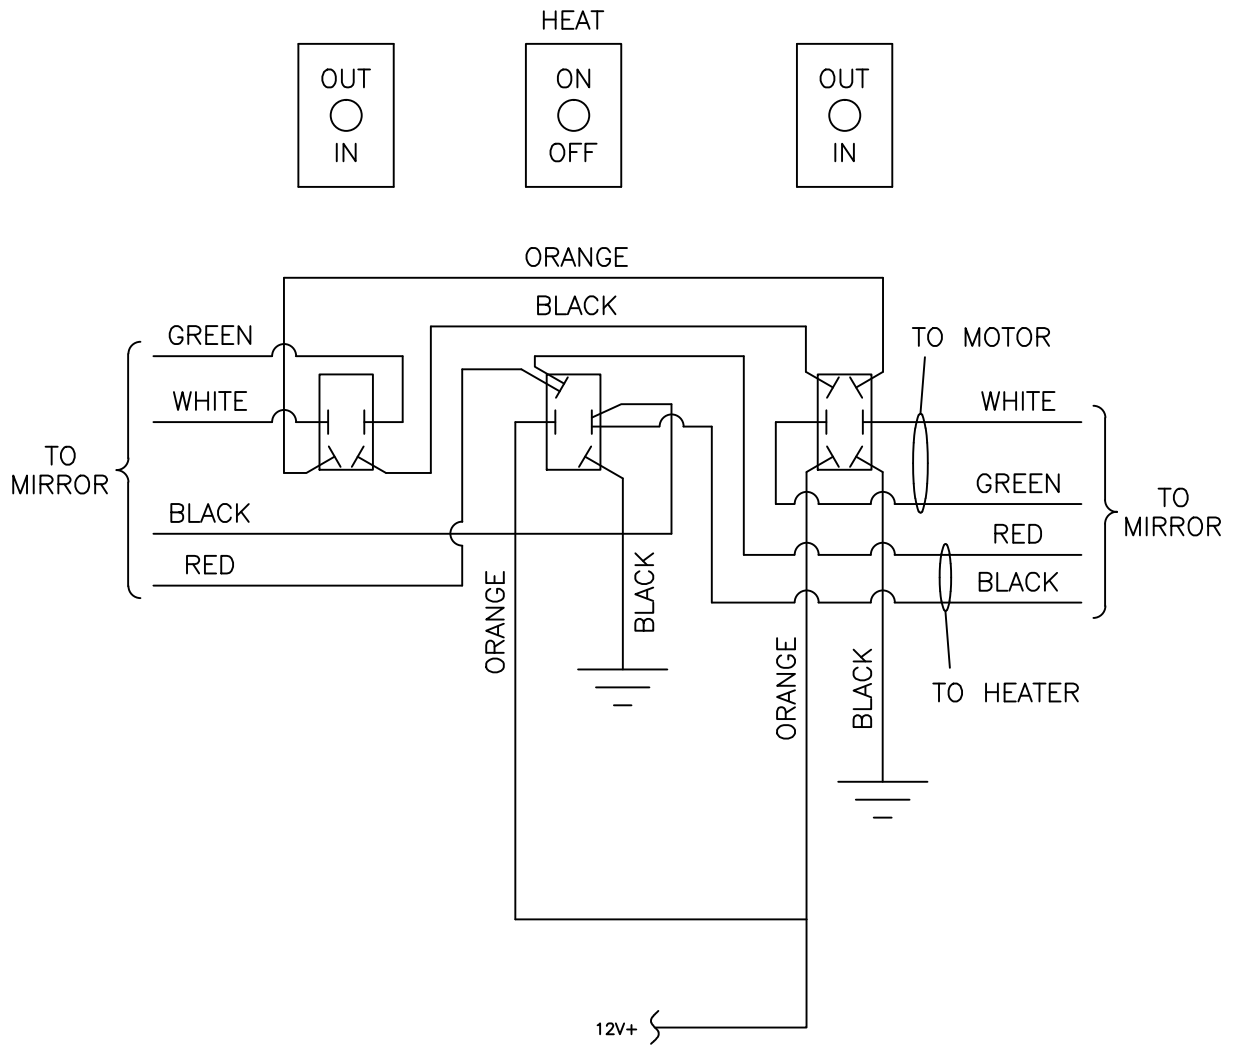 HEAT
OUT
IN
ON
OFF
OUT
IN
ORANGE
BLACK
GREEN
WHITE
TO
MIRROR
BLACK
RED
TO MOTOR
WHITE
GREEN
RED
BLACK
TO
MIRROR
TO HEATER
ORANGE
BLACK
ORANGE
BLACK
12V+